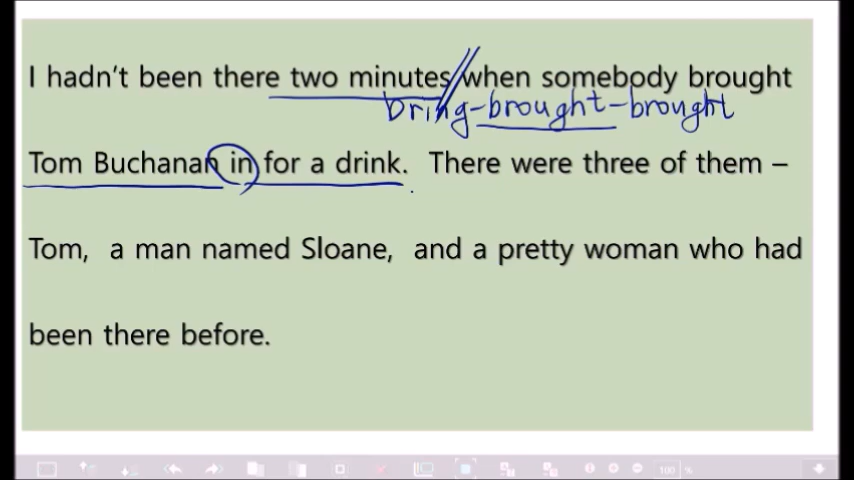 I hadn't been there two minutes when somebody brought
bring-brought-brought
Tom Buchanan in for a drink. There were three of them –
Tom, a man named Sloane, and a pretty woman who had
been there before.
100 %